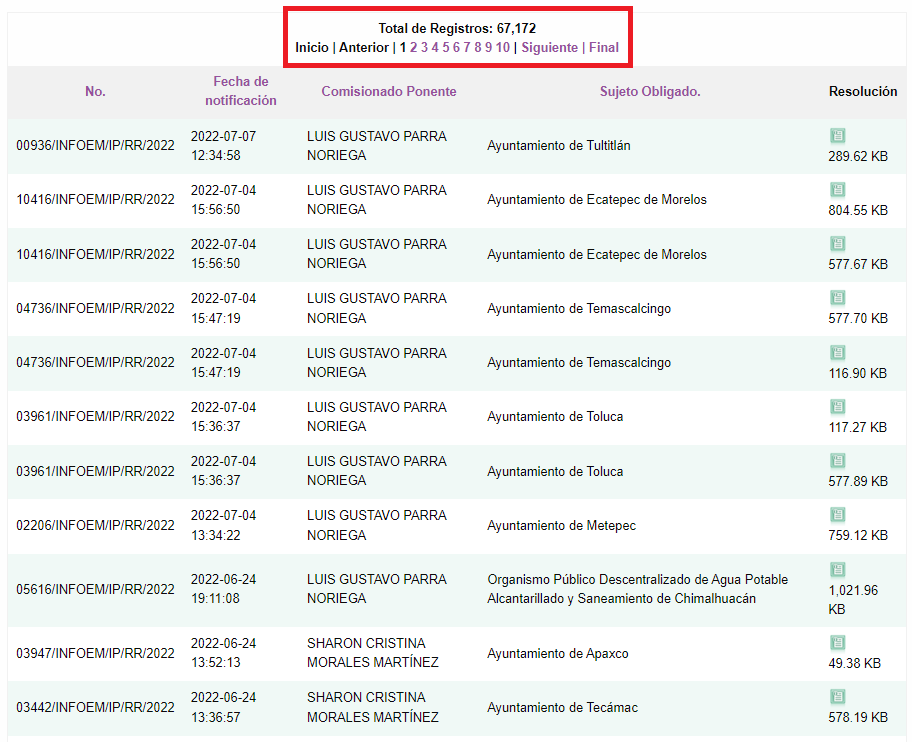 Total de Registros: 67,172
Inicio | Anterior | 1 2 3 4 5 6 7 8 9 10 | Siguiente | Final
No.
Fecha de
notificación
Comisionado Ponente
Sujeto Obligado.
Resolución
00936/INFOEM/IP/RR/2022
2022-07-07
12:34:58
LUIS GUSTAVO PARRA
NORIEGA
Ayuntamiento de Tultitlán
289.62 KB
10416/INFOEM/IP/RR/2022
2022-07-04
15:56:50
LUIS GUSTAVO PARRA
NORIEGA
Ayuntamiento de Ecatepec de Morelos
804.55 KB
10416/INFOEM/IP/RR/2022
2022-07-04
15:56:50
LUIS GUSTAVO PARRA
NORIEGA
Ayuntamiento de Ecatepec de Morelos
577.67 KB
04736/INFOEM/IP/RR/2022
2022-07-04
15:47:19
LUIS GUSTAVO PARRA
NORIEGA
Ayuntamiento de Temascalcingo
577.70 KB
04736/INFOEM/IP/RR/2022
2022-07-04
15:47:19
LUIS GUSTAVO PARRA
NORIEGA
Ayuntamiento de Temascalcingo
116.90 KB
03961/INFOEM/IP/RR/2022
2022-07-04
15:36:37
LUIS GUSTAVO PARRA
NORIEGA
Ayuntamiento de Toluca
117.27 KB
03961/INFOEM/IP/RR/2022
2022-07-04
15:36:37
LUIS GUSTAVO PARRA
NORIEGA
Ayuntamiento de Toluca
577.89 KB
02206/INFOEM/IP/RR/2022
2022-07-04
13:34:22
LUIS GUSTAVO PARRA
NORIEGA
Ayuntamiento de Metepec
759.12 KB
05616/INFOEM/IP/RR/2022
2022-06-24
19:11:08
LUIS GUSTAVO PARRA
NORIEGA
Organismo Público Descentralizado de Agua Potable
Alcantarillado y Saneamiento de Chimalhuacán
1,021.96
KB
03947/INFOEM/IP/RR/2022
2022-06-24
13:52:13
SHARON CRISTINA
MORALES MARTÍNEZ
Ayuntamiento de Apaxco
49.38 KB
03442/INFOEM/IP/RR/2022
2022-06-24
13:36:57
SHARON CRISTINA
MORALES MARTÍNEZ
Ayuntamiento de Tecámac
578.19 KB